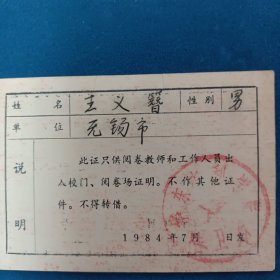 姓名 王义警 性别 男
单位 无锡市
说明
此证只供阅卷教师和工作人员出
入校门、阅卷场证明。不作其他证
件。不得转借。
1984年7月 日发